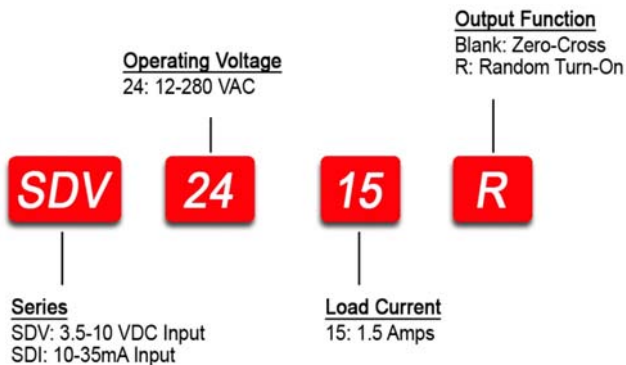 Output Function
Blank: Zero-Cross
R: Random Turn-On
Operating Voltage
24: 12-280 VAC
SDV 24 15 R
Series
SDV: 3.5-10 VDC Input
SDI: 10-35mA Input
Load Current
15: 1.5 Amps